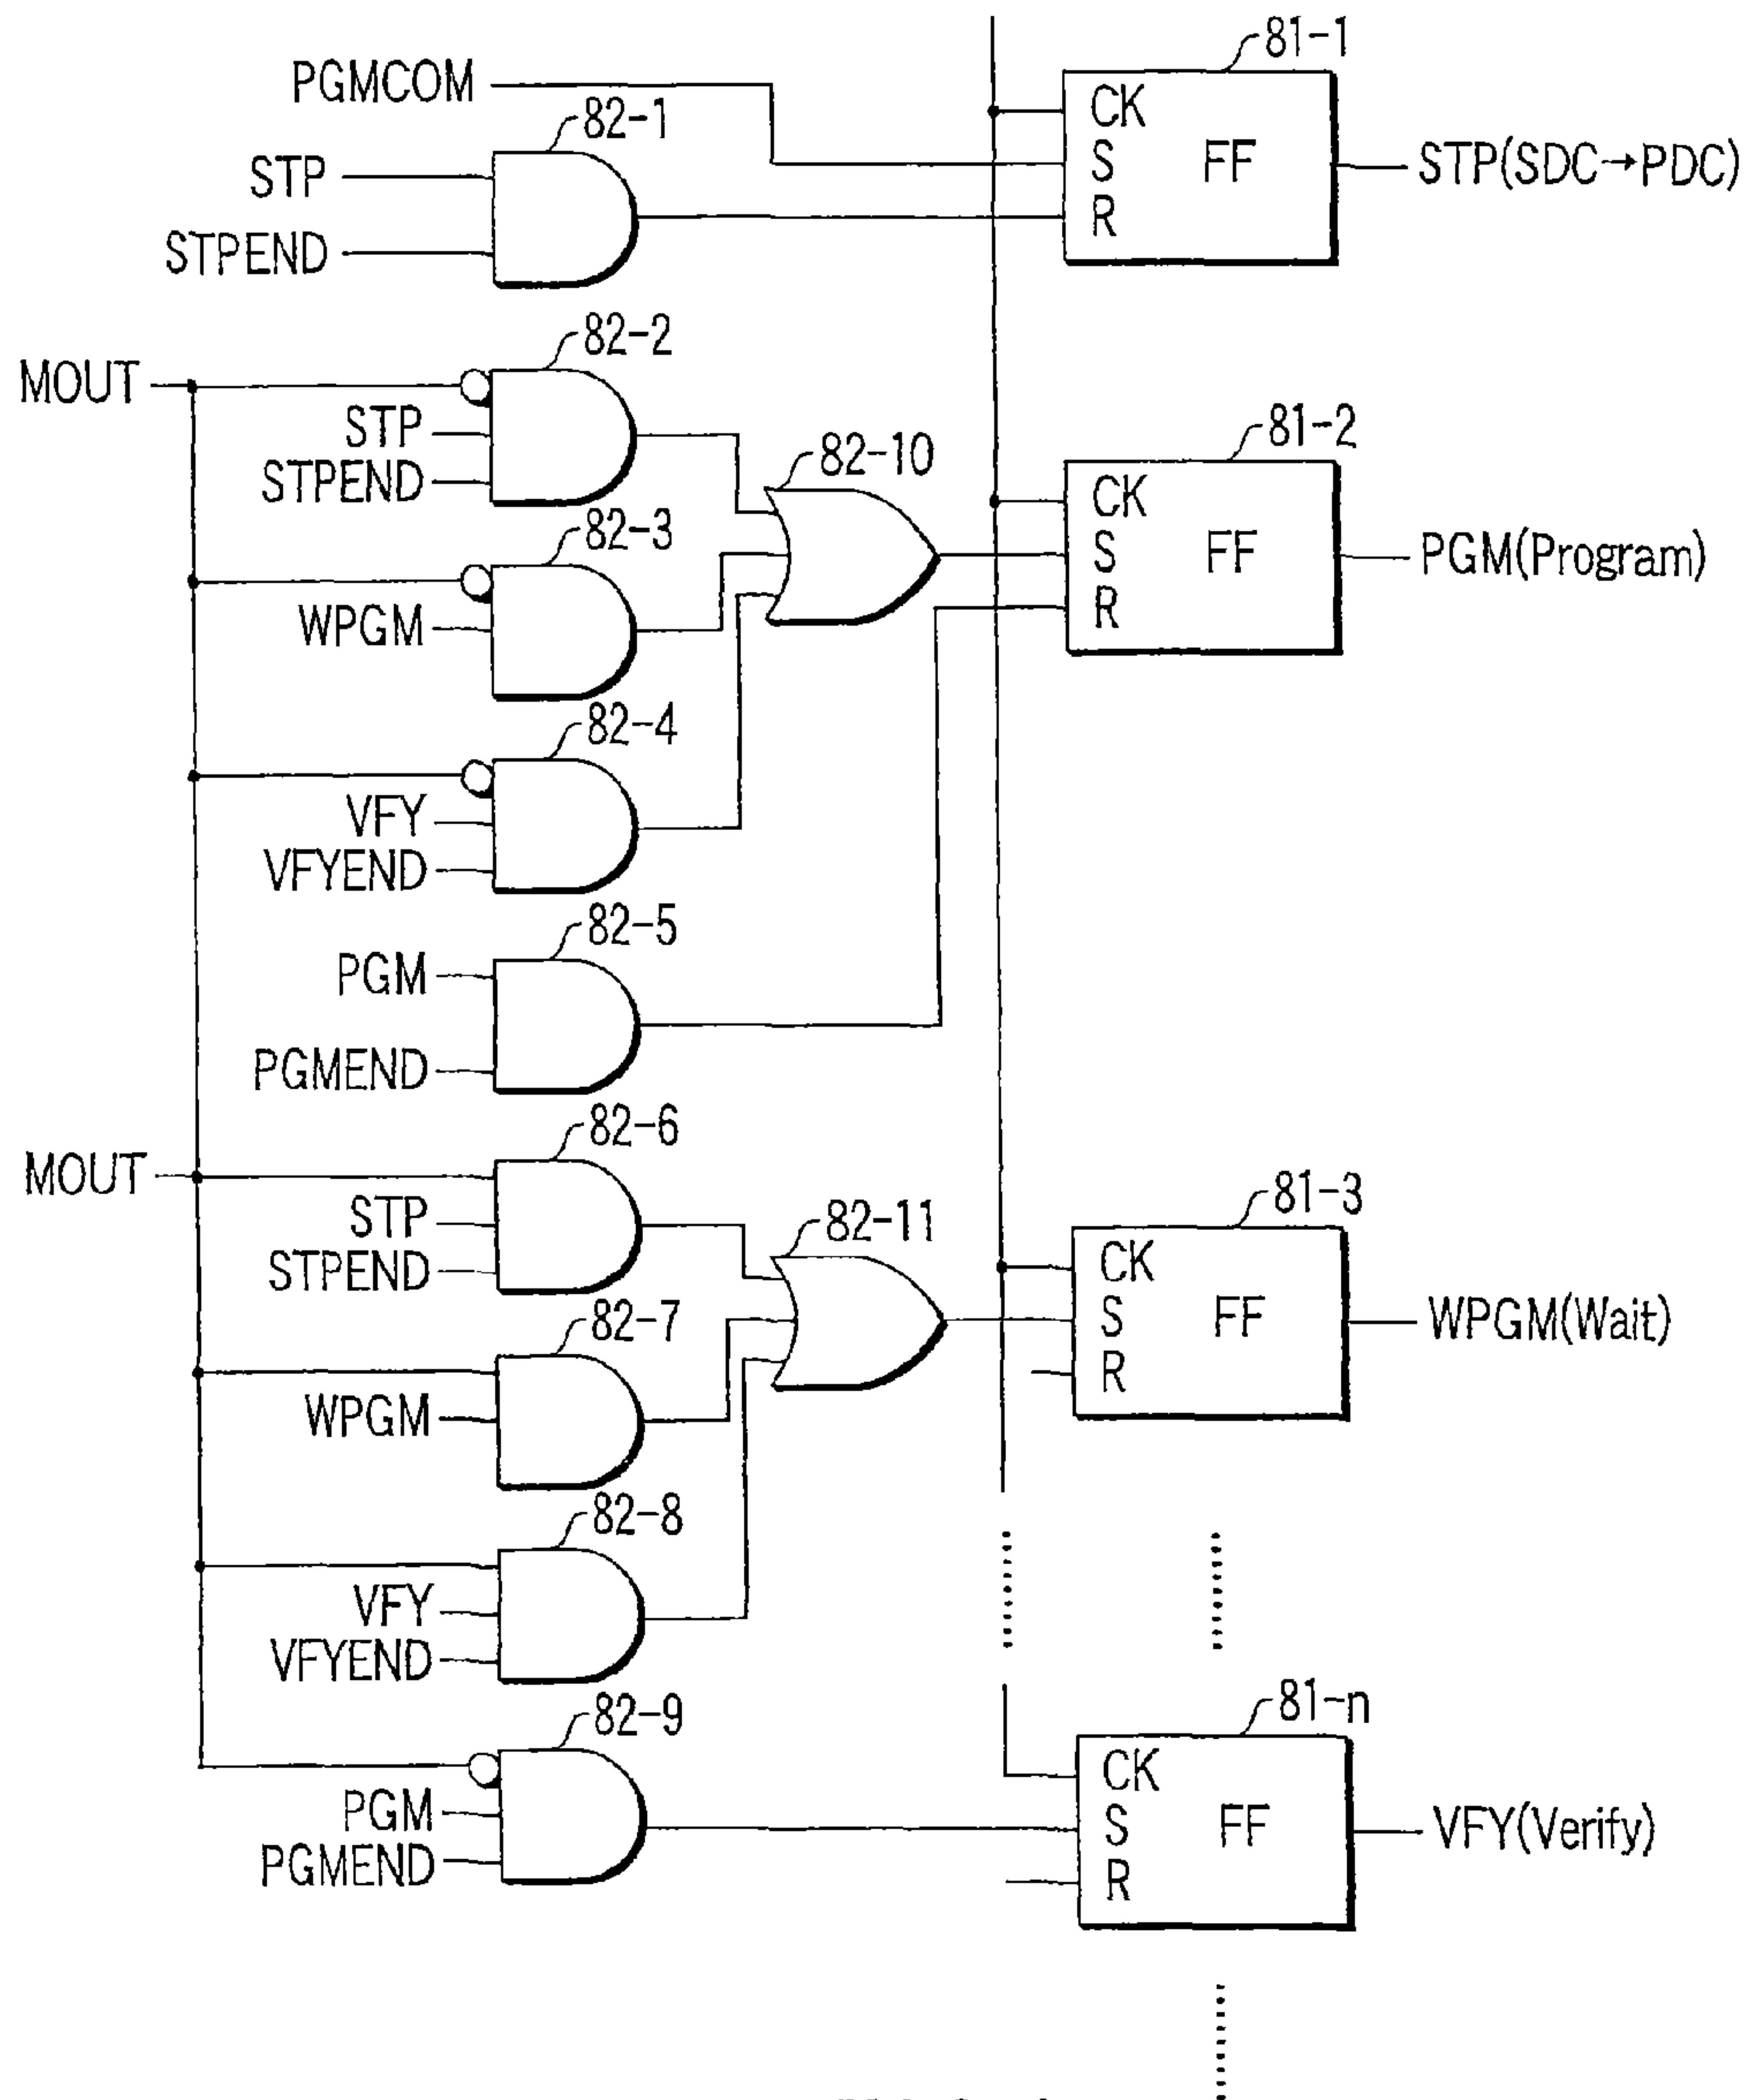 81-1
PGMCOM
CK
82-1
STP
S
FF
STP(SDC→PDC)
R
STPEND
82-2
MOUT
STP
82-10
81-2
STPEND
CK
82-3
S
FF
PGM(Program)
WPGM
R
82-4
VFY
VFYEND
82-5
PGM
PGMEND
82-6
MOUT
81-3
STP
82-11
STPEND
CK
82-7
S
FF
WPGM(Wait)
R
WPGM
82-8
VFY
VFYEND
81-n
82-9
CK
PGM
S
FF
VFY(Verify)
PGMEND
R